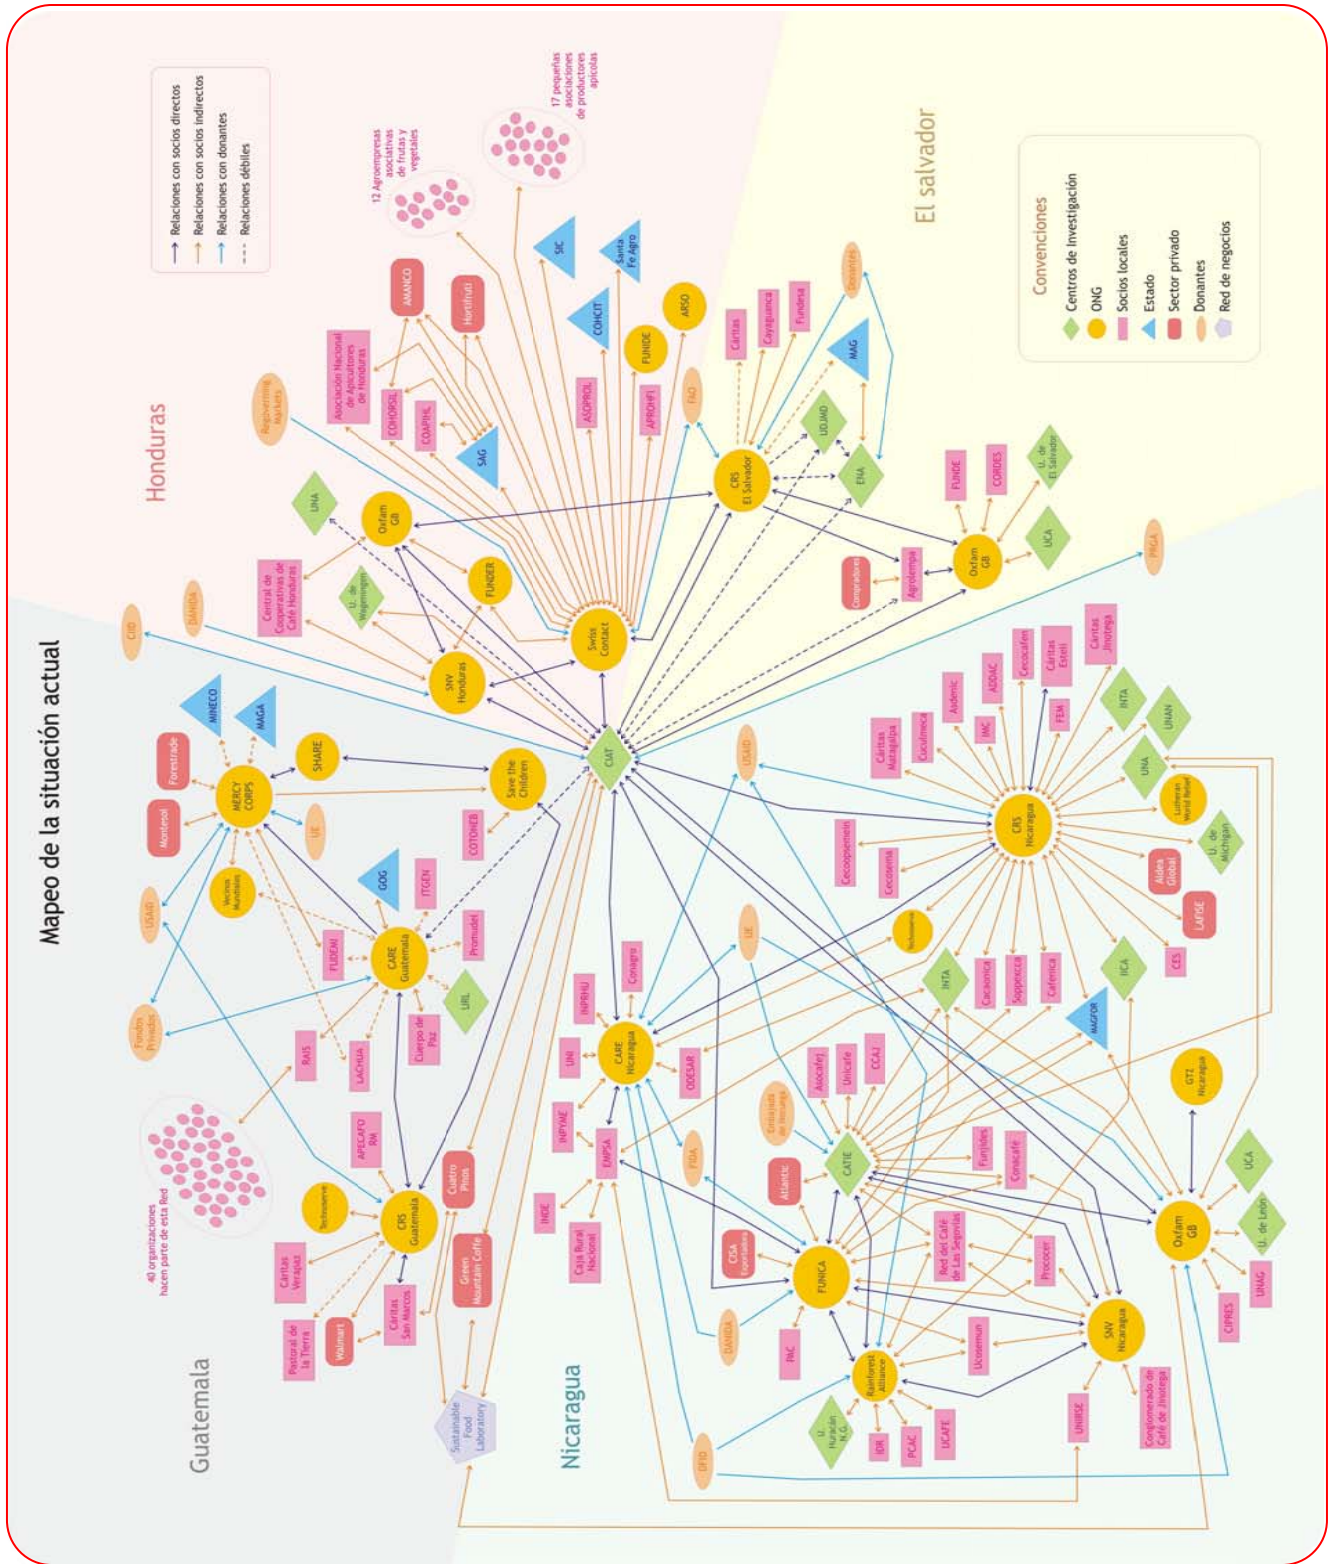 Mapeo de la situación actual
Guatemala
40 organizaciones
hacen parte de esta Red
Fondos
Privados
USAID
Montesol
Forestrade
MINECO
MAGA
MERCY
CORPS
SHARE
UE
Vecinos
Mundiales
FUDEMI
GOG
ITGEN
COTONEB
Save the
Children
RAIS
LACHUA
CARE
Guatemala
Promudel
Cuerpo de
Paz
URL
APECAFO
RM
Technoserve
Cáritas
Verapaz
CRS
Guatemala
Pastoral de
la Tierra
Walmart
Cáritas
San Marcos
Cuatro
Pinos
Green
Mountain Coffe
Sustainable
Food
Laboratory
Honduras
CIID
DANIDA
Regoverning
Markets
Central de
Cooperativas de
Café Honduras
UNA
U. de
Wageningen
Oxfam
GB
FUNDER
SNV
Honduras
Swiss
Contact
Asociación Nacional
de Apicultores
de Honduras
COHORSIL
COAPIHL
SAG
AMANCO
Hortifruti
12 Agroempresas
asociativas
de frutas y
vegetales
17 pequeñas
asociaciones
de productores
apícolas
SIC
COHCIT
Santa
Fe Agro
ASOPROL
FUNIDE
APROHFI
ARSO
FAO
Relaciones con socios directos
Relaciones con socios indirectos
Relaciones con donantes
Relaciones débiles
CIAT
El salvador
Donantes
Cáritas
Cayaguanca
Fundesa
MAG
UDJMD
ENA
CRS
El Salvador
Compradores
Agrolempa
Oxfam
GB
FUNDE
CORDES
U. de
El Salvador
UCA
PRGA
Convenciones
Centros de Investigación
ONG
Socios locales
Estado
Sector privado
Donantes
Red de negocios
Nicaragua
USAID
UE
INPRHU
Conagro
UNI
CARE
Nicaragua
ODESAR
INPYME
EMPSA
INDE
Caja Rural
Nacional
FIDA
Embajada
de Noruega
DANIDA
DFID
Atlantic
CISA
Exportadora
FUNICA
PAC
CATIE
Asocafej
Unicafe
CCAJ
Funjides
Conacafé
Red del Café
de Las Segovias
Prococer
Ucosemun
Rainforest
Alliance
U.
Huracán
N.G.
IDR
PCAC
UCAFE
UNIRSE
SNV
Nicaragua
Conglomerado de
Café de Jinotega
Oxfam
GB
GTZ
Nicaragua
UCA
U. de León
UNAG
CIPRES
MAGFOR
IICA
INTA
Cacaonica
Soppexcca
Cafenica
Technoserve
Cecosema
Cecoopsemein
CRS
Nicaragua
Cáritas
Matagalpa
Cuculmeca
Asdenic
IMC
ADDAC
Cecocafen
Cáritas
Estelí
FEM
Cáritas
Jinotega
INTA
UNAN
UNA
Lutheran
World Relief
U. de
Michigan
Aldea
Global
LAFISE
CES